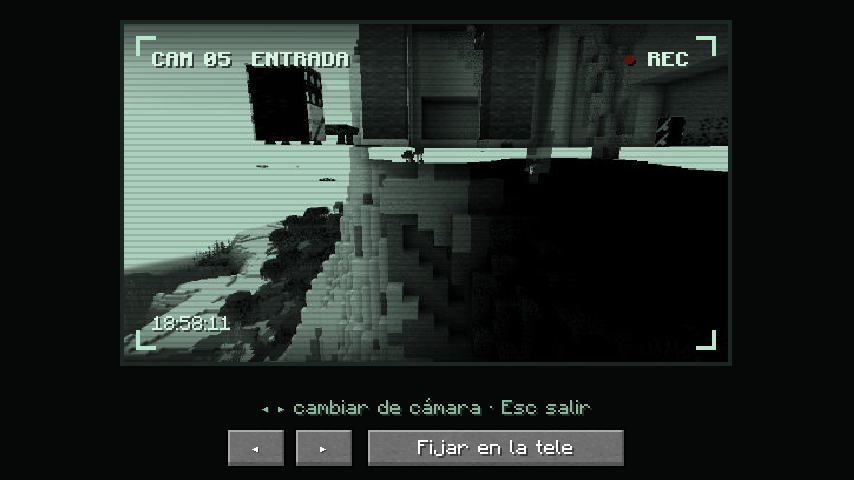 CAM 05 ENTRADA
REC
18:58:11
◂ ▸ cambiar de cámara · Esc salir
◂
▸
Fijar en la tele